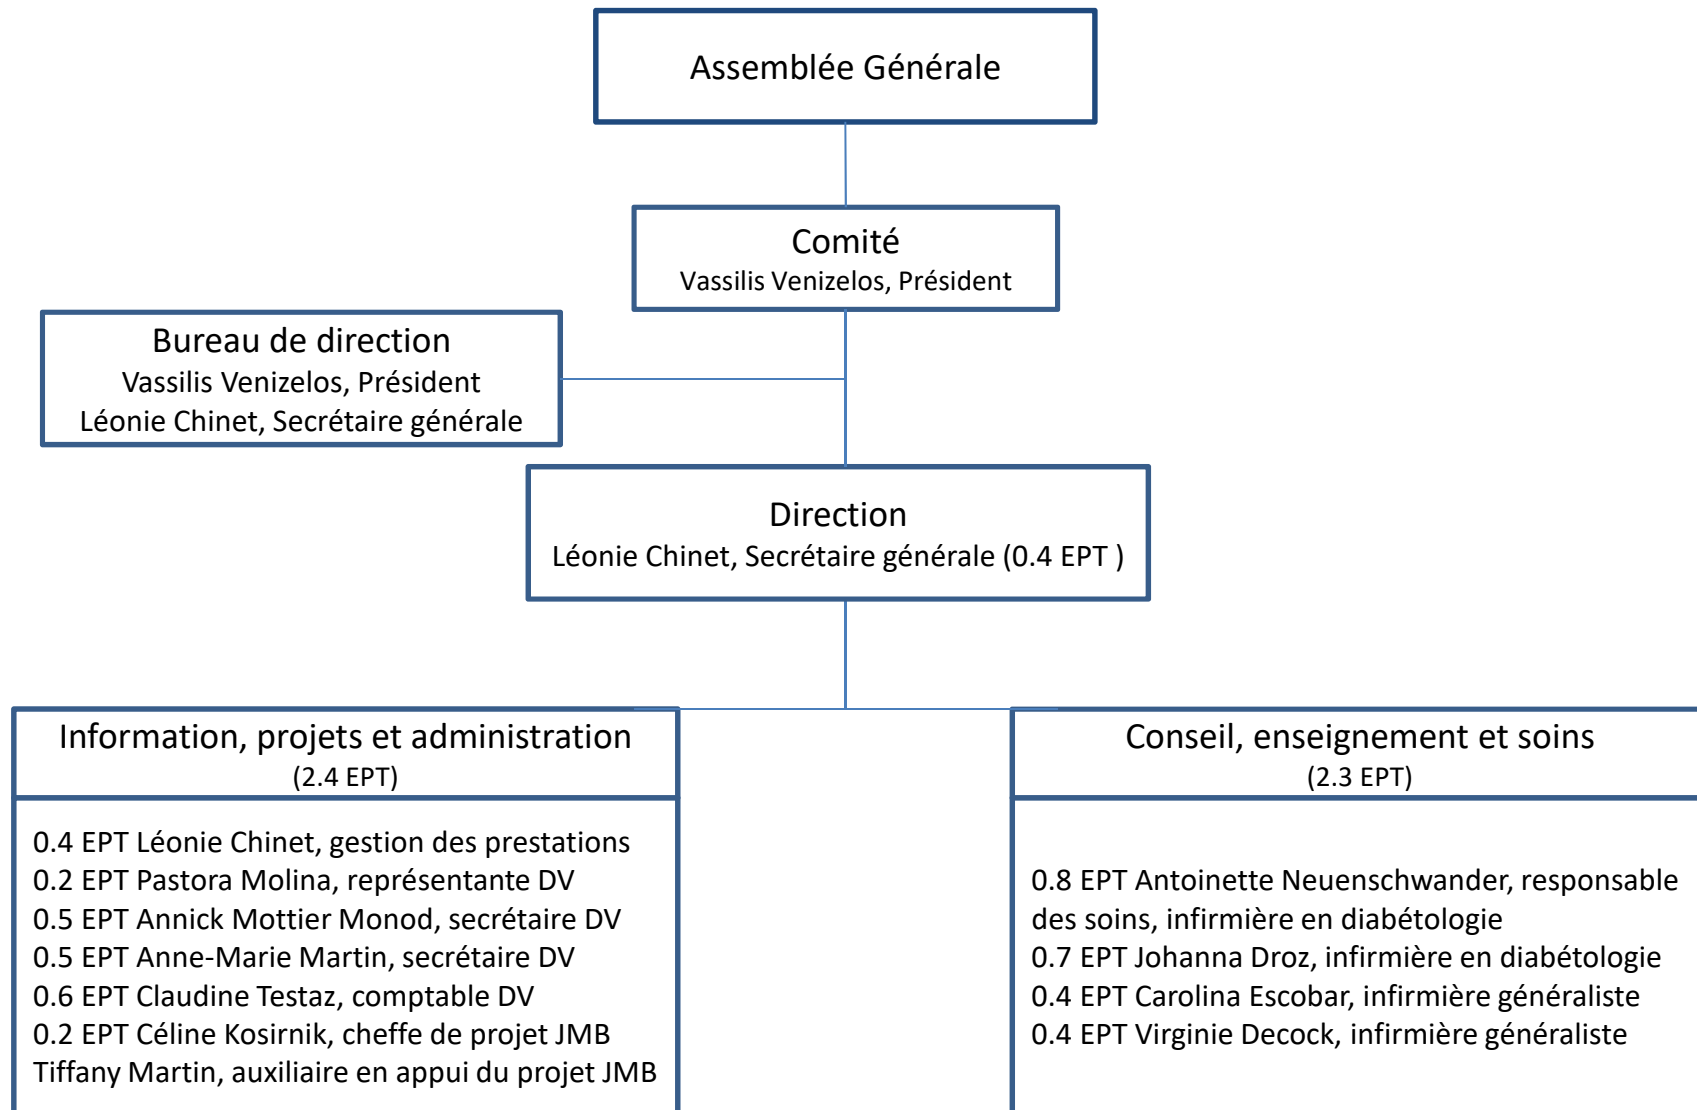 Assemblée Générale
Comité
Vassilis Venizelos, Président
Bureau de direction
Vassilis Venizelos, Président
Léonie Chinet, Secrétaire générale
Direction
Léonie Chinet, Secrétaire générale (0.4 EPT )
Information, projets et administration
(2.4 EPT)
0.4 EPT Léonie Chinet, gestion des prestations
0.2 EPT Pastora Molina, représentante DV
0.5 EPT Annick Mottier Monod, secrétaire DV
0.5 EPT Anne-Marie Martin, secrétaire DV
0.6 EPT Claudine Testaz, comptable DV
0.2 EPT Céline Kosirnik, cheffe de projet JMB
Tiffany Martin, auxiliaire en appui du projet JMB
Conseil, enseignement et soins
(2.3 EPT)
0.8 EPT Antoinette Neuenschwander, responsable
des soins, infirmière en diabétologie
0.7 EPT Johanna Droz, infirmière en diabétologie
0.4 EPT Carolina Escobar, infirmière généraliste
0.4 EPT Virginie Decock, infirmière généraliste